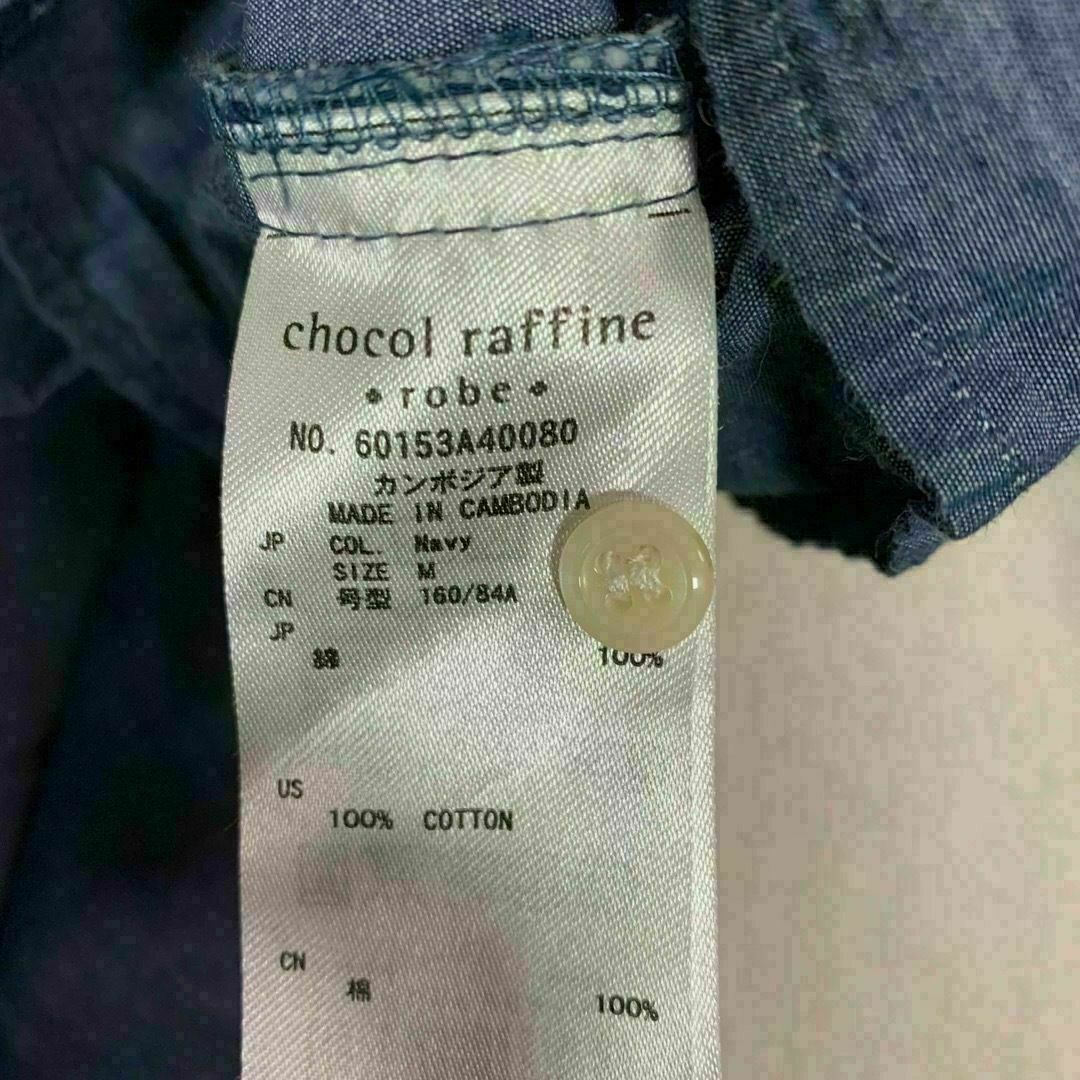 chocol raffine
robe
NO. 60153A40080
カンボジア製
MADE IN CAMBODIA
JP COL. Navy
SIZE M
CN 号型 160/84A
JP
綿 100%
US
100% COTTON
CN
棉 100%